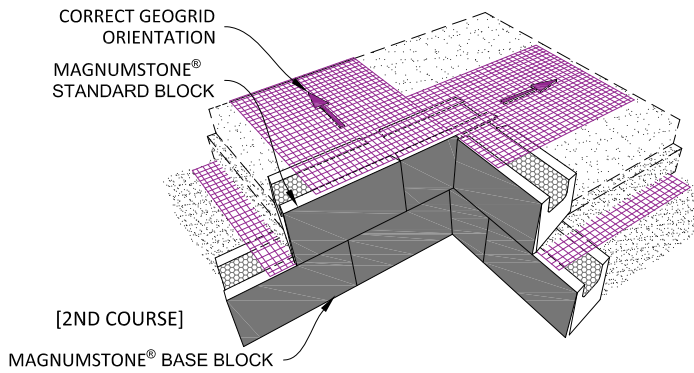 CORRECT GEOGRID
ORIENTATION
MAGNUMSTONE®
STANDARD BLOCK
[2ND COURSE]
MAGNUMSTONE® BASE BLOCK